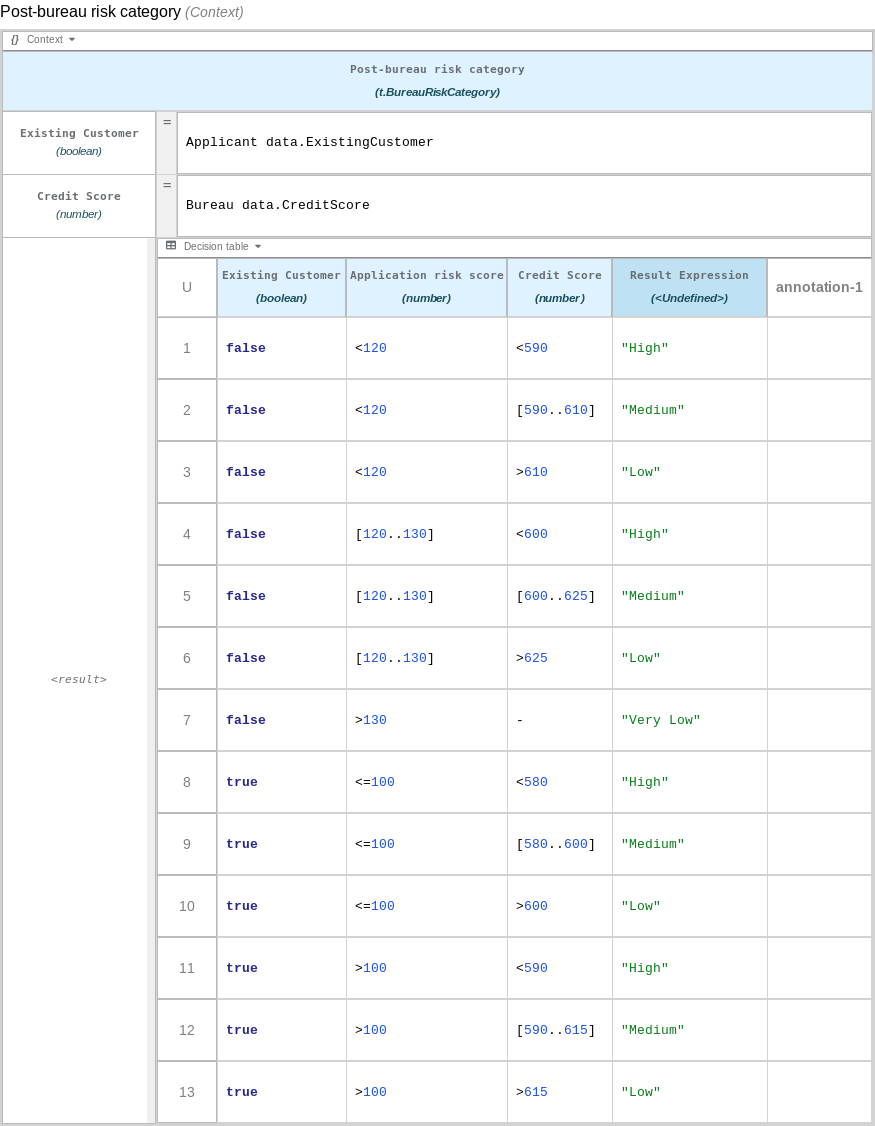 Post-bureau risk category (Context)
{} Context
Post-bureau risk category
(t.BureauRiskCategory)
Existing Customer
(boolean)
=
Applicant data.ExistingCustomer
Credit Score
(number)
=
Bureau data.CreditScore
<result>
Decision table
U Existing Customer (boolean) Application risk score (number) Credit Score (number) Result Expression (<Undefined>) annotation-1
1 false <120 <590 "High"
2 false <120 [590..610] "Medium"
3 false <120 >610 "Low"
4 false [120..130] <600 "High"
5 false [120..130] [600..625] "Medium"
6 false [120..130] >625 "Low"
7 false >130 - "Very Low"
8 true <=100 <580 "High"
9 true <=100 [580..600] "Medium"
10 true <=100 >600 "Low"
11 true >100 <590 "High"
12 true >100 [590..615] "Medium"
13 true >100 >615 "Low"